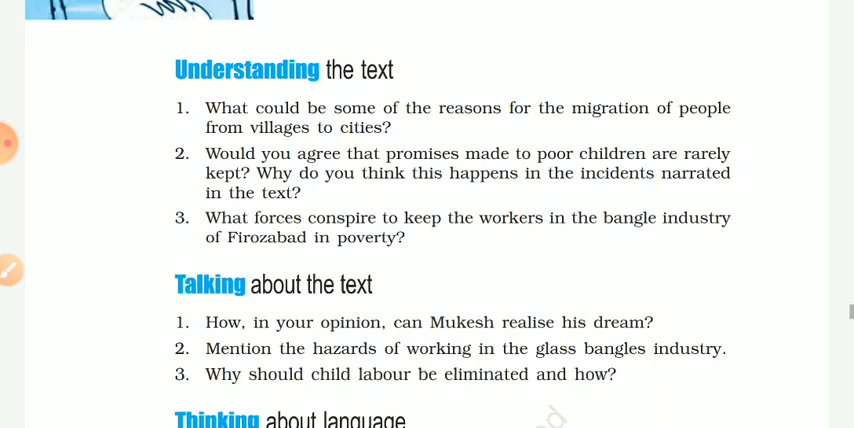 Understanding the text
1. What could be some of the reasons for the migration of people
from villages to cities?
2. Would you agree that promises made to poor children are rarely
kept? Why do you think this happens in the incidents narrated
in the text?
3. What forces conspire to keep the workers in the bangle industry
of Firozabad in poverty?
Talking about the text
1. How, in your opinion, can Mukesh realise his dream?
2. Mention the hazards of working in the glass bangles industry.
3. Why should child labour be eliminated and how?
Thinking about language